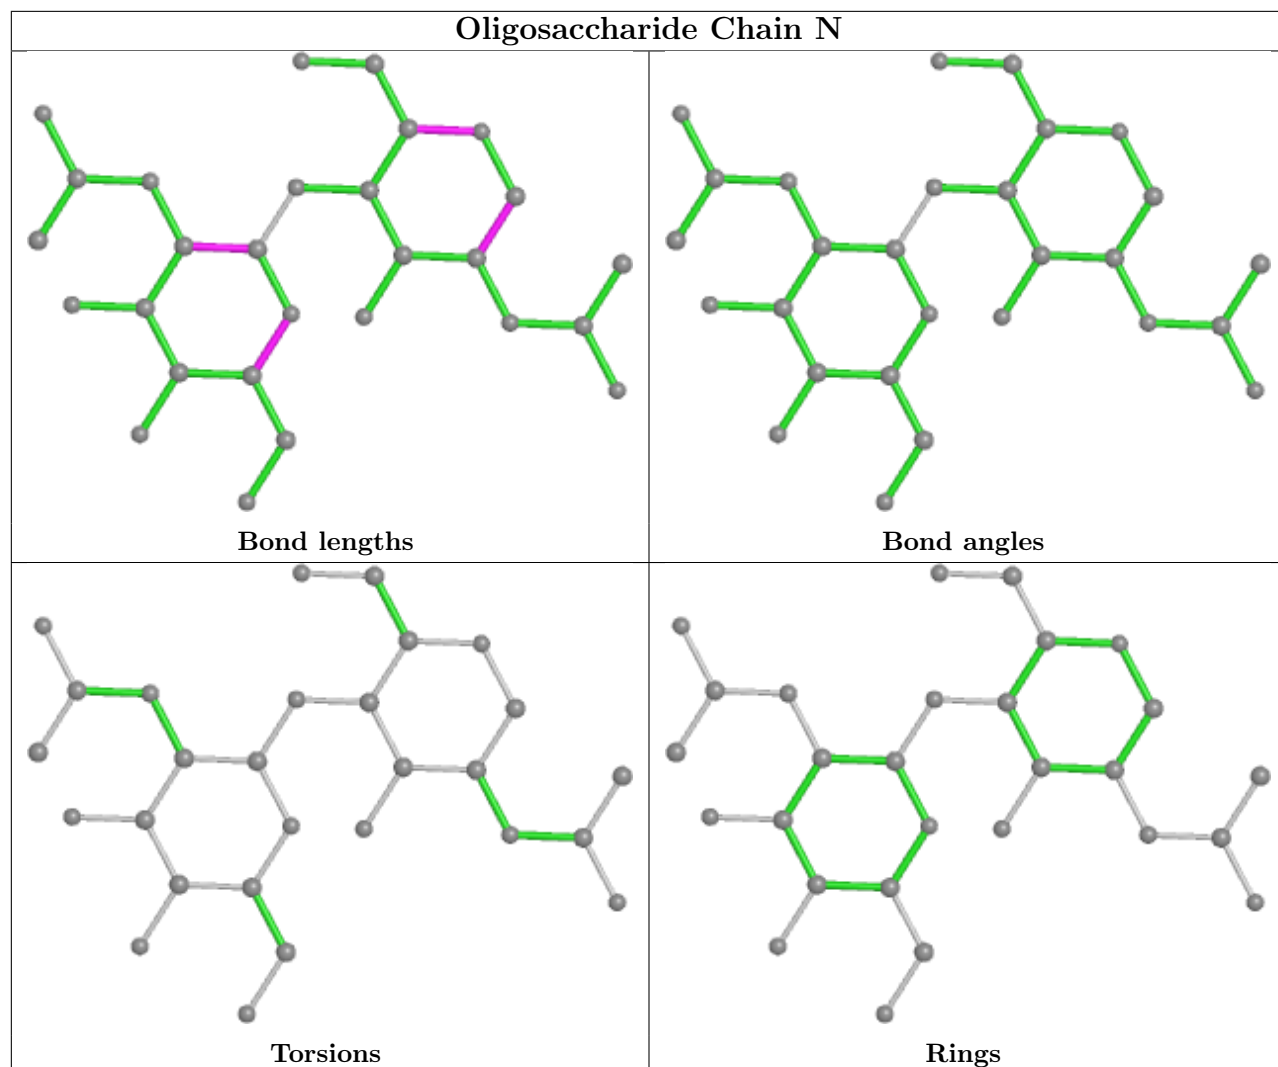 Oligosaccharide Chain N
Bond lengths
Bond angles
Torsions
Rings